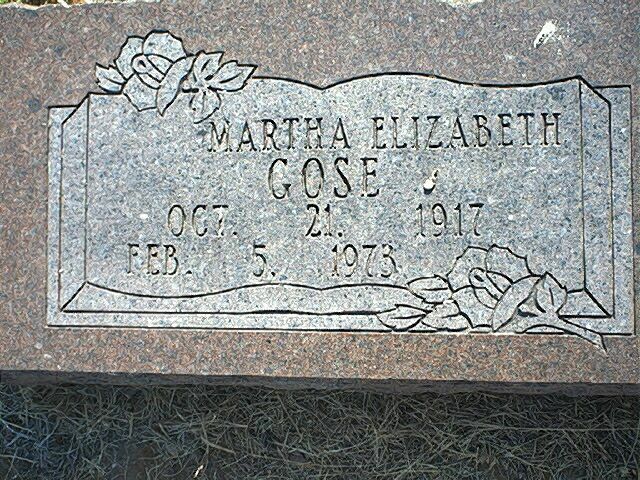 MARTHA ELIZABETH
GOSE
OCT. 21. 1917
FEB. 5. 1973